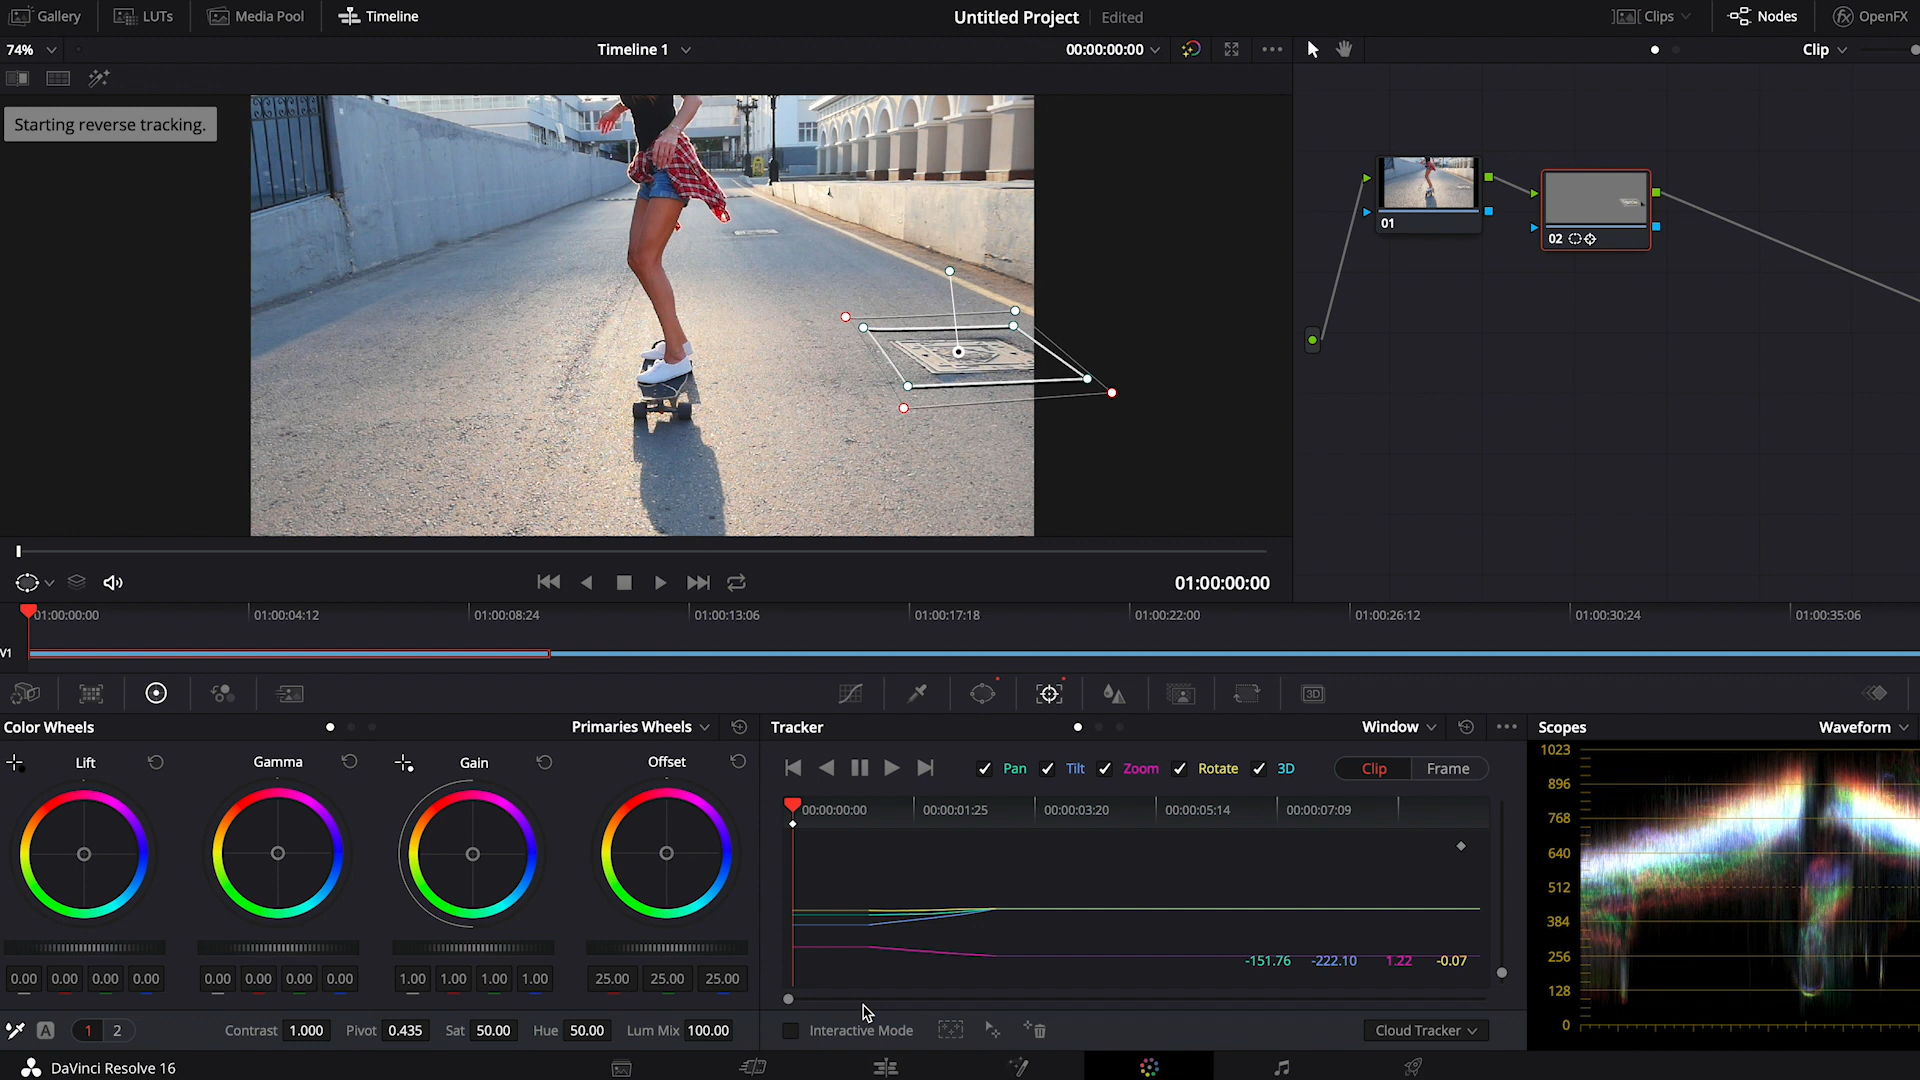 Gallery LUTs Media Pool Timeline Untitled Project Edited Clips Nodes OpenFX
74% Timeline 1 00:00:00:00 Clip
Starting reverse tracking.
01
02
01:00:00:00
01:00:00:00 01:00:04:12 01:00:08:24 01:00:13:06 01:00:17:18 01:00:22:00 01:00:26:12 01:00:30:24 01:00:35:06
V1
3D
Color Wheels Primaries Wheels Tracker Window Scopes Waveform
Lift Gamma Gain Offset
Pan Tilt Zoom Rotate 3D Clip Frame
00:00:00:00 00:00:01:25 00:00:03:20 00:00:05:14 00:00:07:09
-151.76 -222.10 1.22 -0.07
0.00 0.00 0.00 0.00 0.00 0.00 0.00 0.00 1.00 1.00 1.00 1.00 25.00 25.00 25.00
A 1 2 Contrast 1.000 Pivot 0.435 Sat 50.00 Hue 50.00 Lum Mix 100.00
Interactive Mode Cloud Tracker
1023
896
768
640
512
384
256
128
0
DaVinci Resolve 16